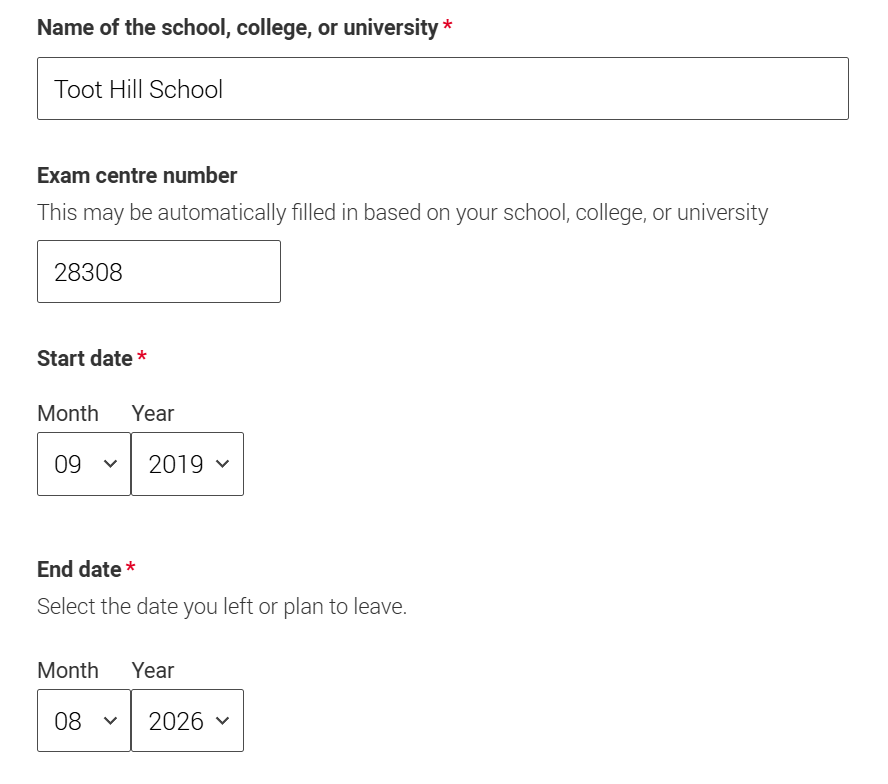 Name of the school, college, or university *
Toot Hill School
Exam centre number
This may be automatically filled in based on your school, college, or university
28308
Start date *
Month Year
09 2019
End date *
Select the date you left or plan to leave.
Month Year
08 2026